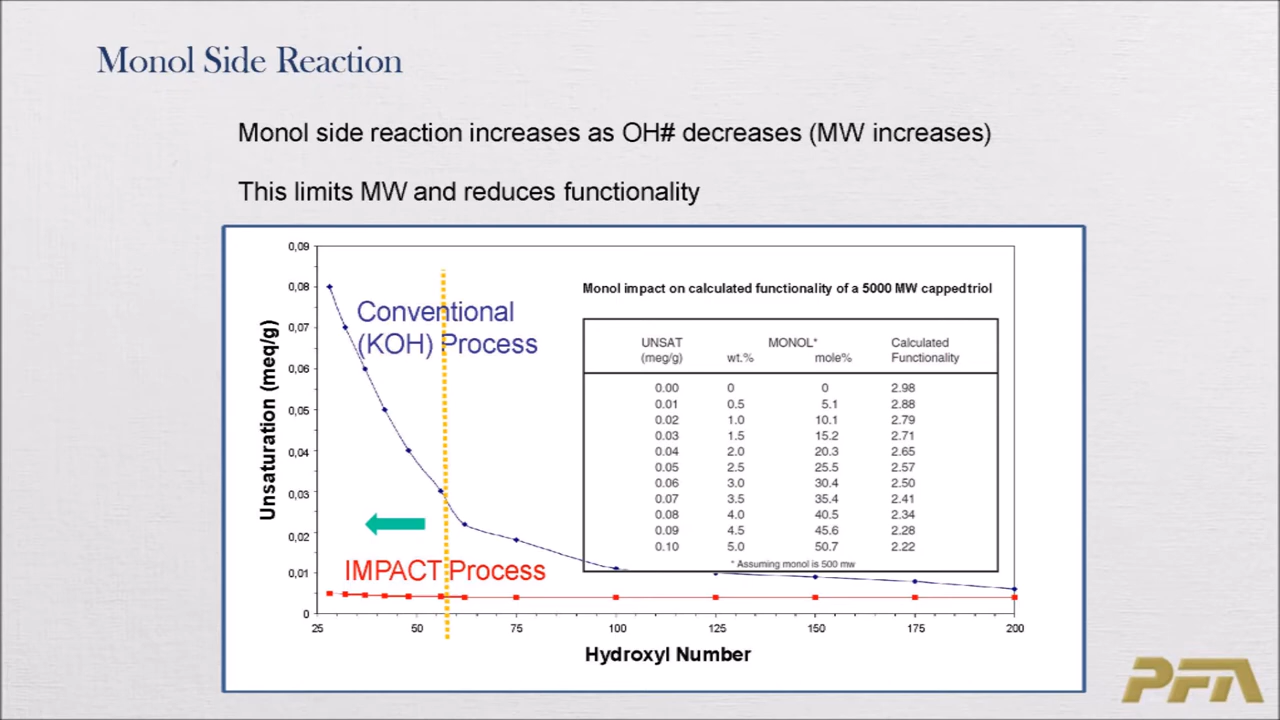 Monol Side Reaction
Monol side reaction increases as OH# decreases (MW increases)
This limits MW and reduces functionality
0,09
0,08
0,07
0,06
0,05
0,04
0,03
0,02
0,01
0
Unsaturation (meq/g)
Conventional
(KOH) Process
IMPACT Process
Monol impact on calculated functionality of a 5000 MW capped triol
UNSAT MONOL* Calculated
(meg/g) wt.% mole% Functionality
0.00 0 0 2.98
0.01 0.5 5.1 2.88
0.02 1.0 10.1 2.79
0.03 1.5 15.2 2.71
0.04 2.0 20.3 2.65
0.05 2.5 25.5 2.57
0.06 3.0 30.4 2.50
0.07 3.5 35.4 2.41
0.08 4.0 40.5 2.34
0.09 4.5 45.6 2.28
0.10 5.0 50.7 2.22
* Assuming monol is 500 mw
25 50 75 100 125 150 175 200
Hydroxyl Number
PFA